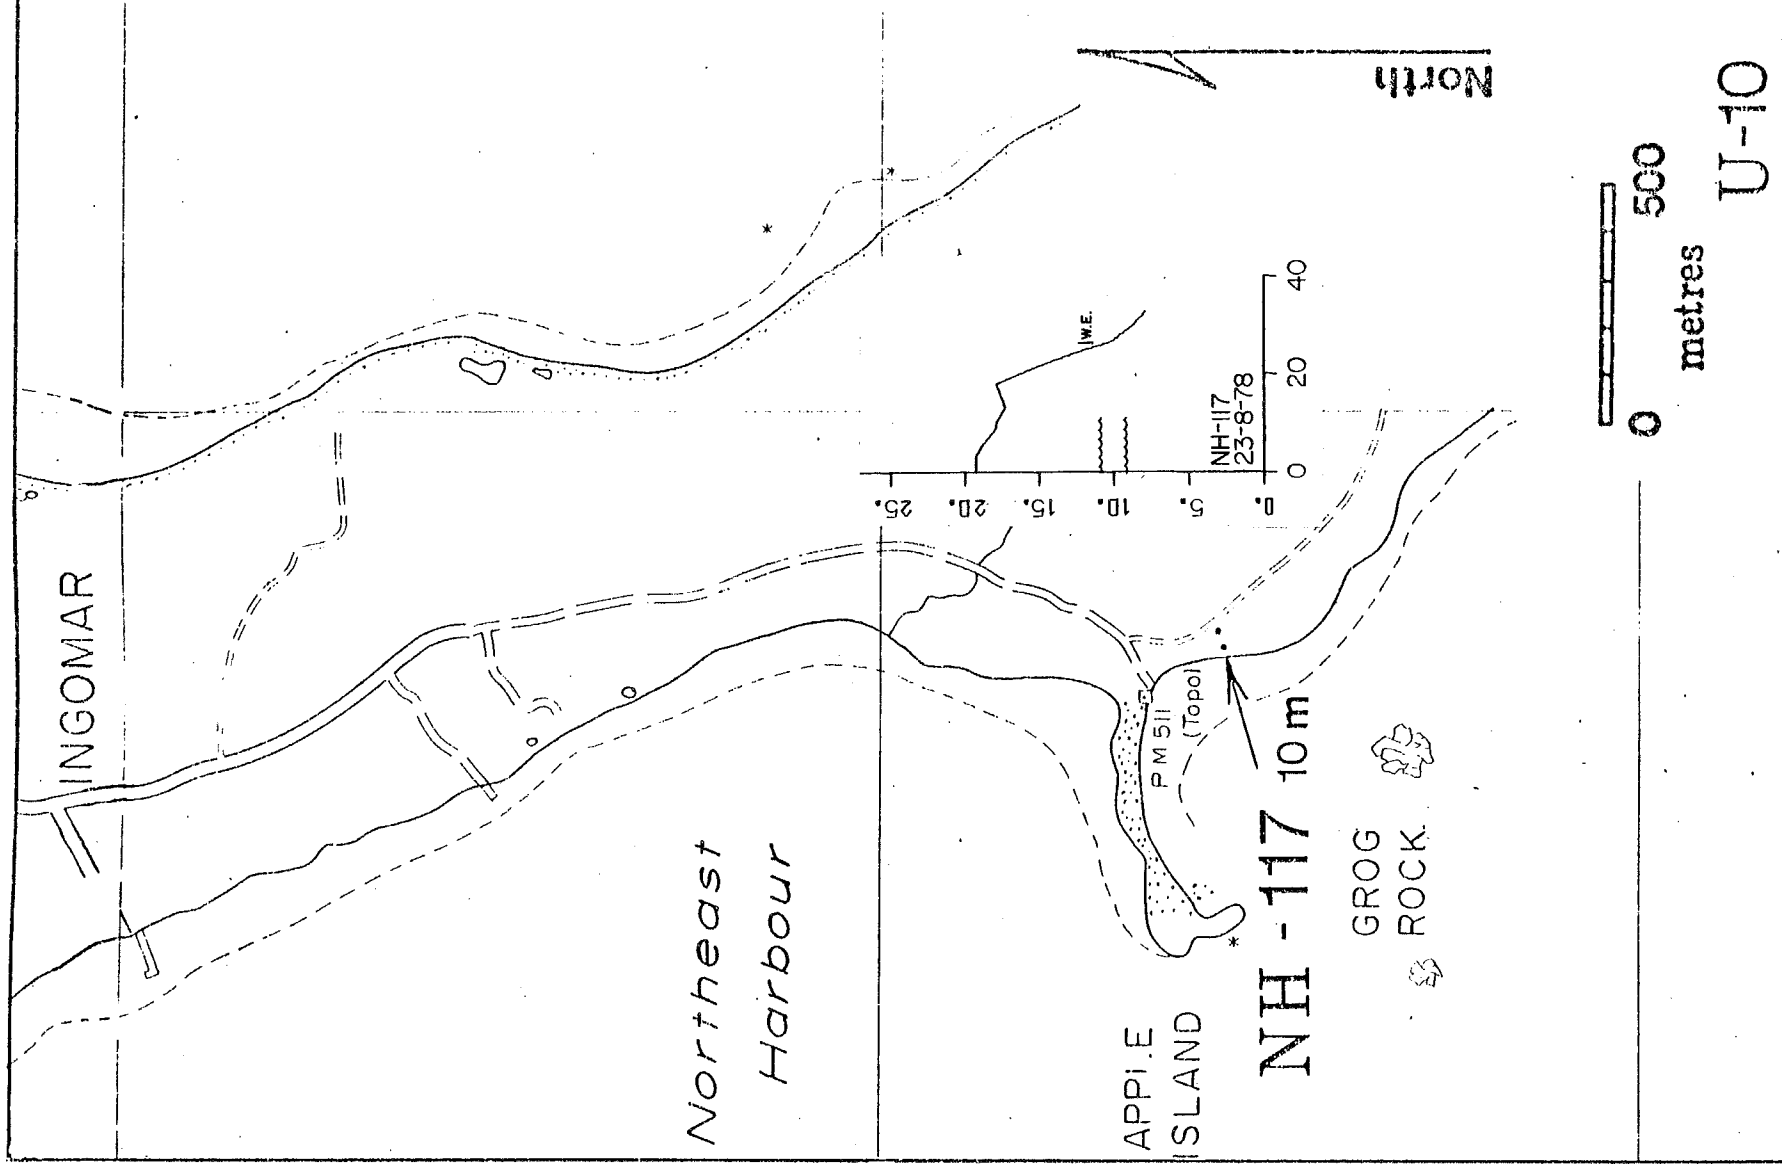 INGOMAR
Northeast
Harbour
25.
20.
15.
10.
5.
0.
0
20
40
W.E.
NH-117
23-8-78
PM 511
(Topo)
APPLE
ISLAND
NH-117 10m
GROG
ROCK.
North
0
500
metres
U-10